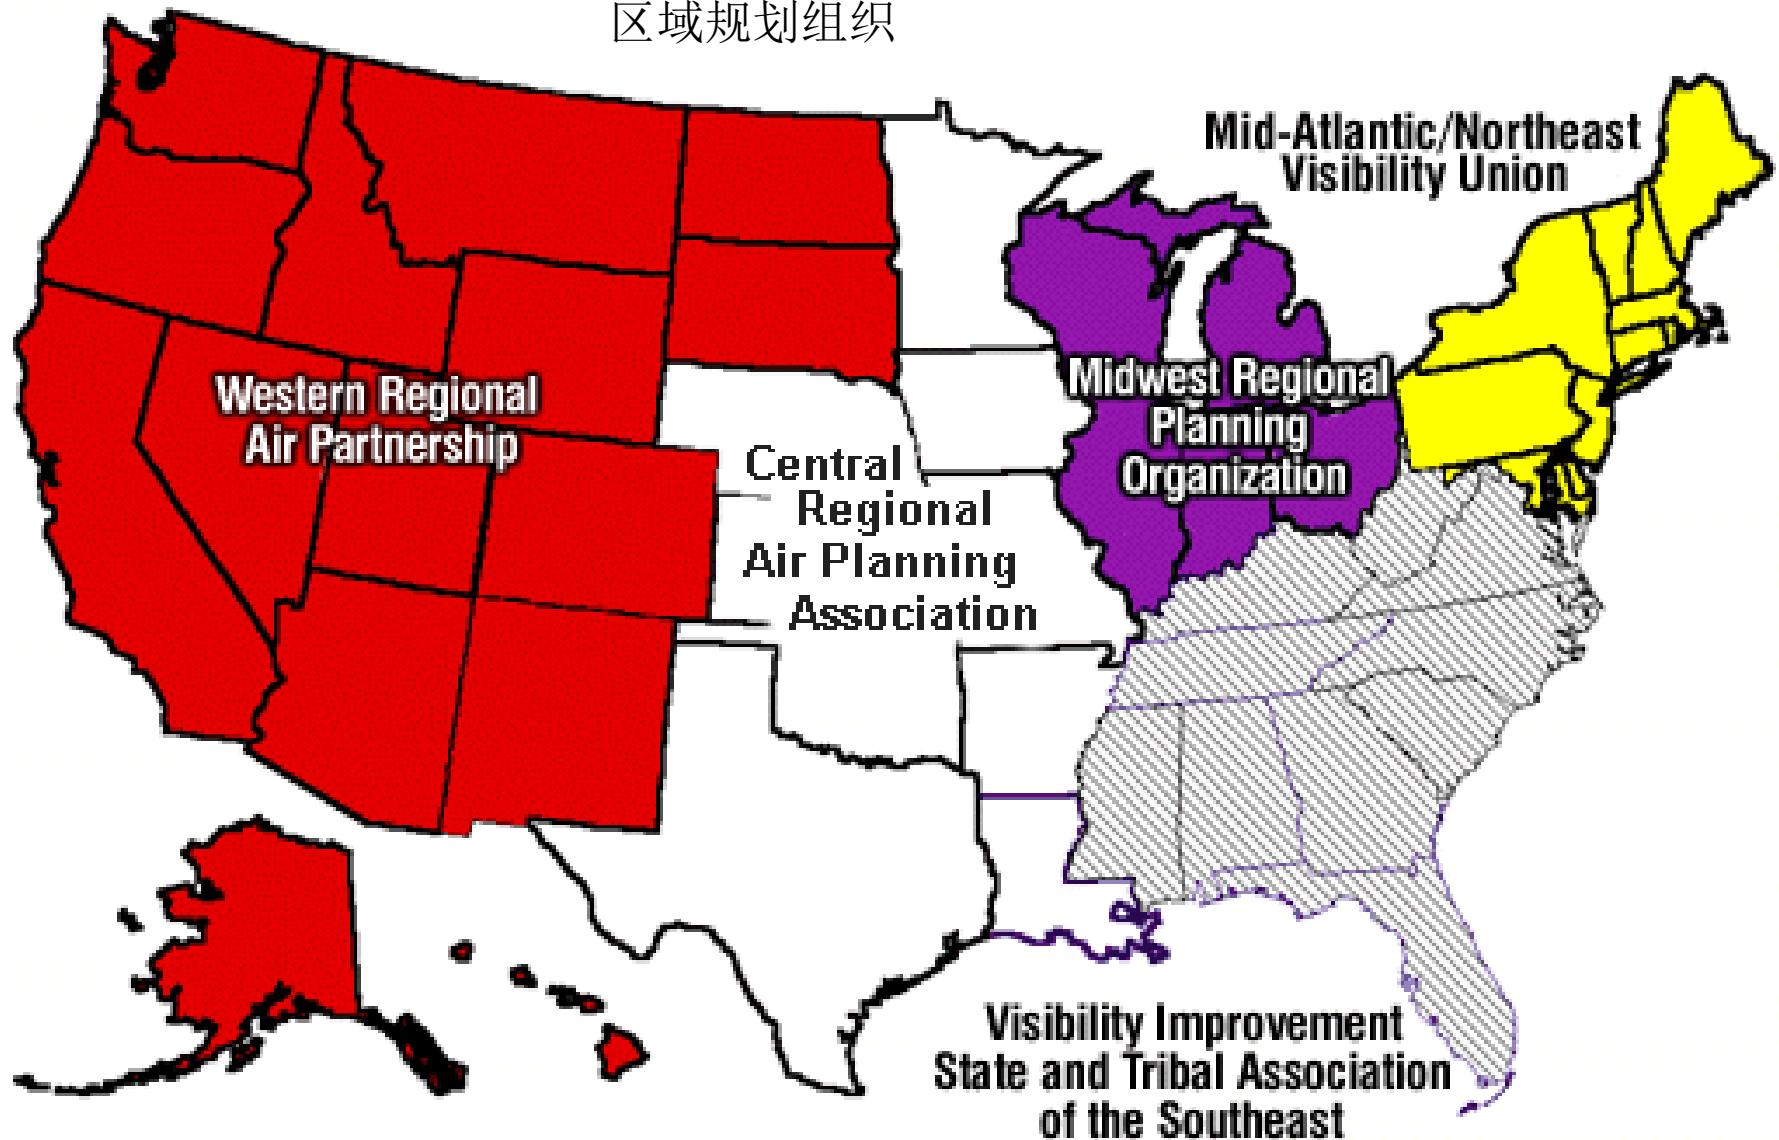 区域规划组织
Mid-Atlantic/Northeast
Visibility Union
Western Regional
Air Partnership
Midwest Regional
Planning
Organization
Central
Regional
Air Planning
Association
Visibility Improvement
State and Tribal Association
of the Southeast